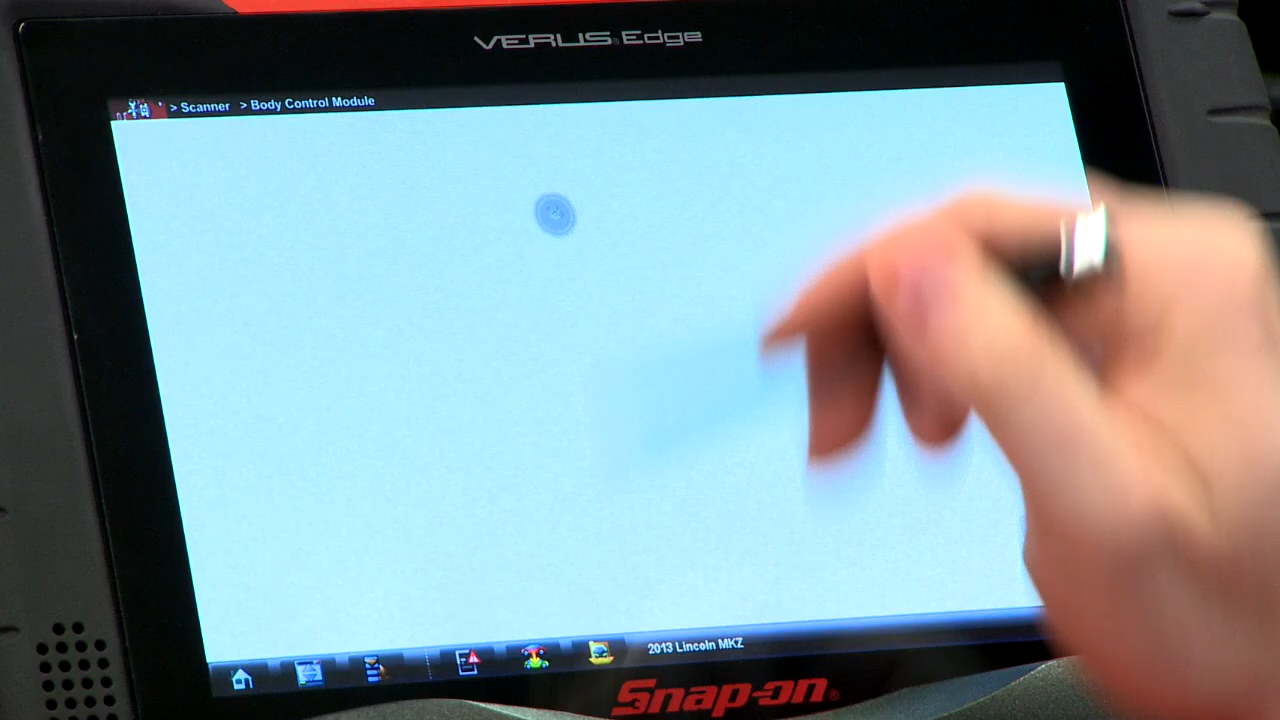 VERUS® Edge
> Scanner > Body Control Module
2013 Lincoln MKZ
Snap-on®